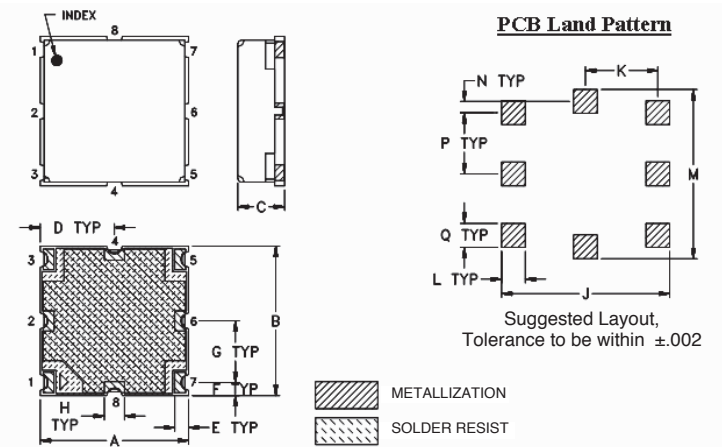 INDEX
8
1
7
2
6
3
5
4
C
D TYP
4
3
5
2
6
1
7
8
B
G TYP
F TYP
H TYP
E TYP
A
PCB Land Pattern
N TYP
K
P TYP
M
Q TYP
L TYP
J
Suggested Layout,
Tolerance to be within ±.002
METALLIZATION
SOLDER RESIST